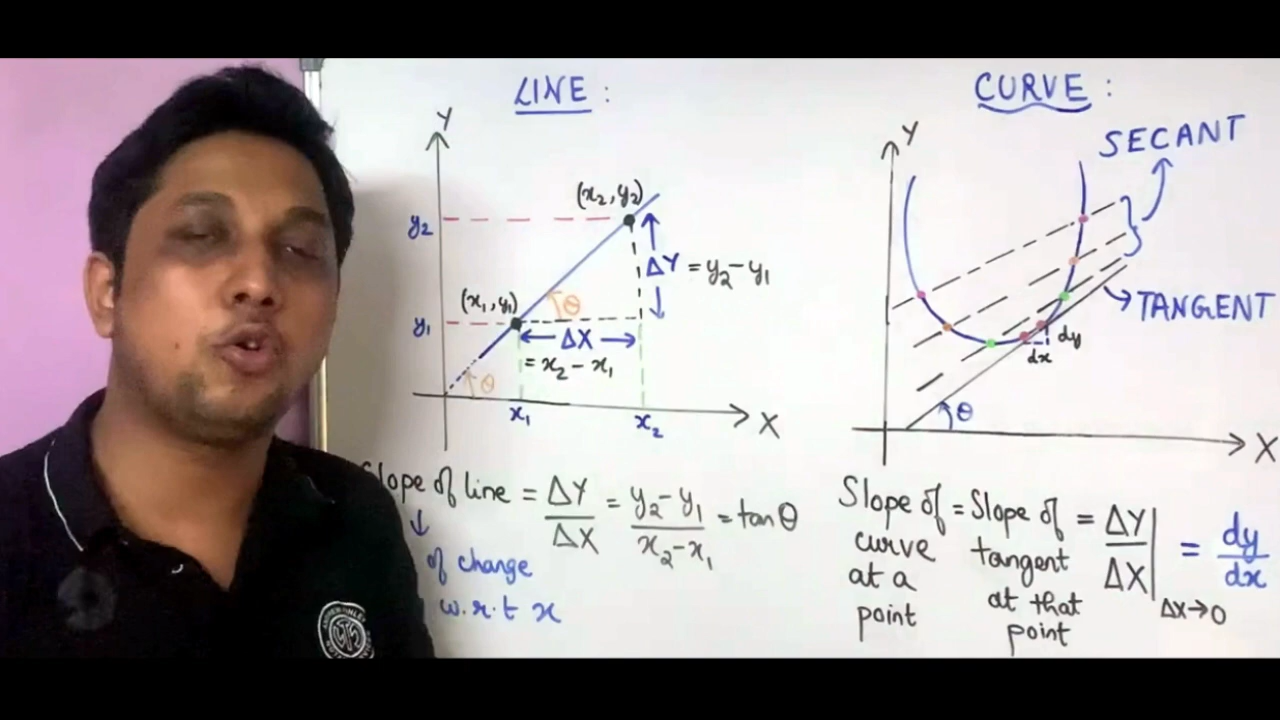 LINE :
Y
(x₂, y₂)
y₂
ΔY = y₂ - y₁
(x₁, y₁)
θ
y₁
ΔX
= x₂ - x₁
θ
x₁
x₂
X
Slope of line = ΔY/ΔX = (y₂ - y₁)/(x₂ - x₁) = tan θ
of change
w.r.t x
CURVE :
Y
SECANT
TANGENT
dy
dx
θ
X
Slope of curve at a point = Slope of tangent at that point = ΔY/ΔX | ΔX→0 = dy/dx